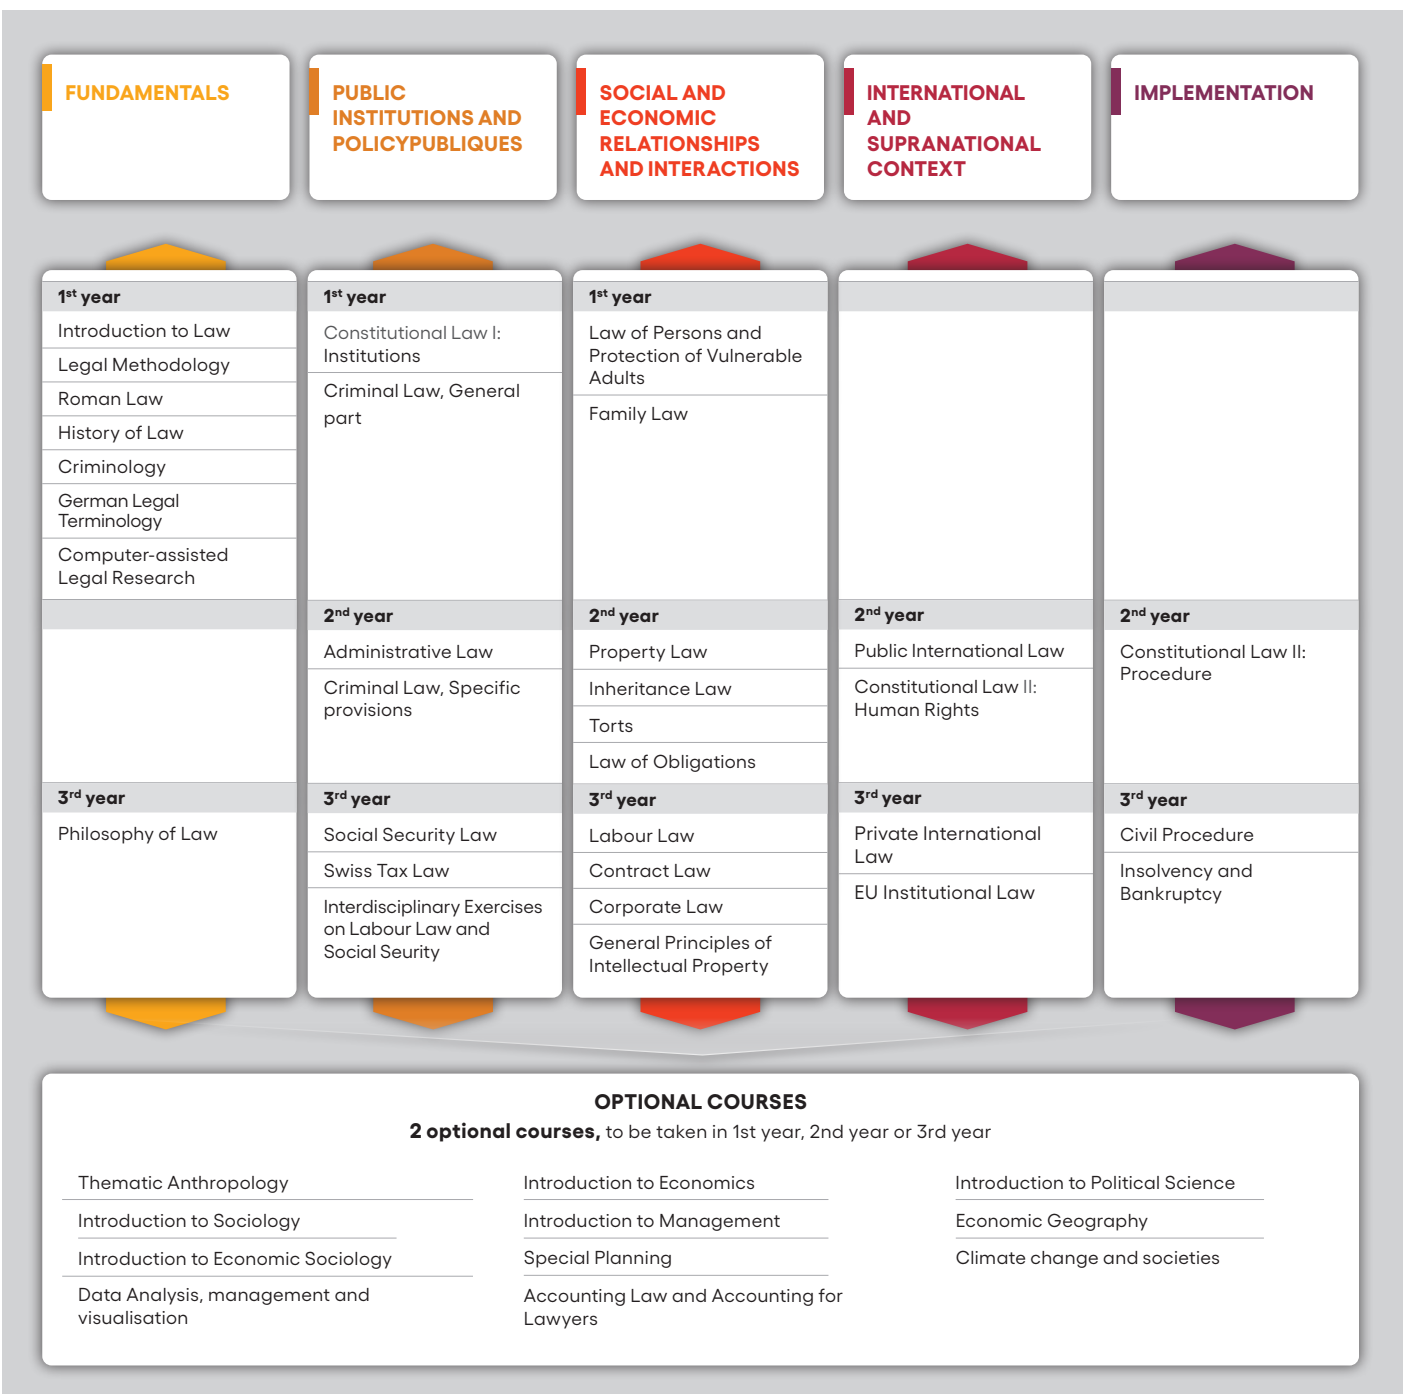 FUNDAMENTALS
PUBLIC
INSTITUTIONS AND
POLICYPUBLIQUES
SOCIAL AND
ECONOMIC
RELATIONSHIPS
AND INTERACTIONS
INTERNATIONAL
AND
SUPRANATIONAL
CONTEXT
IMPLEMENTATION
1st year
Introduction to Law
Legal Methodology
Roman Law
History of Law
Criminology
German Legal
Terminology
Computer-assisted
Legal Research
3rd year
Philosophy of Law
1st year
Constitutional Law I:
Institutions
Criminal Law, General
part
2nd year
Administrative Law
Criminal Law, Specific
provisions
3rd year
Social Security Law
Swiss Tax Law
Interdisciplinary Exercises
on Labour Law and
Social Seurity
1st year
Law of Persons and
Protection of Vulnerable
Adults
Family Law
2nd year
Property Law
Inheritance Law
Torts
Law of Obligations
3rd year
Labour Law
Contract Law
Corporate Law
General Principles of
Intellectual Property
2nd year
Public International Law
Constitutional Law II:
Human Rights
3rd year
Private International
Law
EU Institutional Law
2nd year
Constitutional Law II:
Procedure
3rd year
Civil Procedure
Insolvency and
Bankruptcy
OPTIONAL COURSES
2 optional courses, to be taken in 1st year, 2nd year or 3rd year
Thematic Anthropology
Introduction to Sociology
Introduction to Economic Sociology
Data Analysis, management and
visualisation
Introduction to Economics
Introduction to Management
Special Planning
Accounting Law and Accounting for
Lawyers
Introduction to Political Science
Economic Geography
Climate change and societies